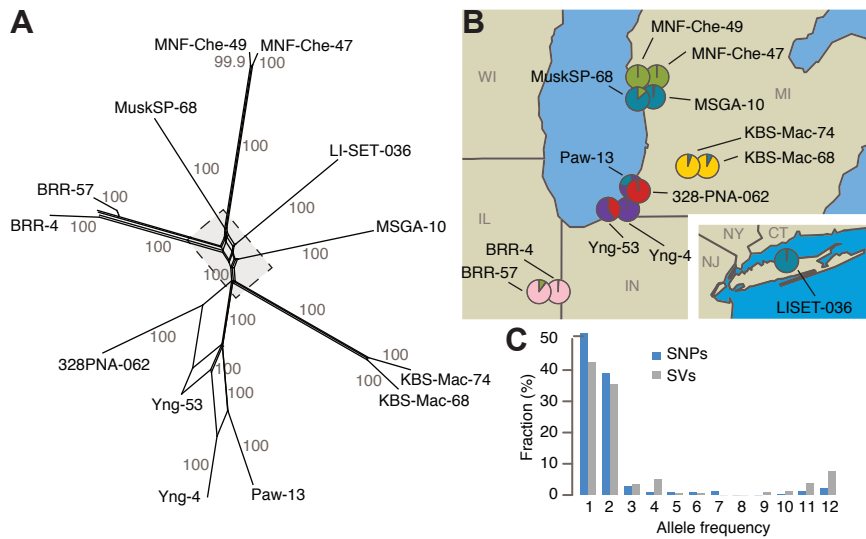 A
MNF-Che-49
MNF-Che-47
99.9
100
MuskSP-68
100
100
LI-SET-036
BRR-57
100
100
BRR-4
100
100
MSGA-10
100
100
328PNA-062
100
100
100
100
100
KBS-Mac-74
100
KBS-Mac-68
Yng-53
100
100
100
Yng-4
Paw-13
B
MNF-Che-49
MNF-Che-47
WI
MuskSP-68
MI
MSGA-10
KBS-Mac-74
KBS-Mac-68
Paw-13
328-PNA-062
IL
Yng-53
Yng-4
BRR-4
BRR-57
IN
NY
CT
NJ
LISET-036
C
50
40
30
20
10
0
Fraction (%)
SNPs
SVs
1 2 3 4 5 6 7 8 9 10 11 12
Allele frequency